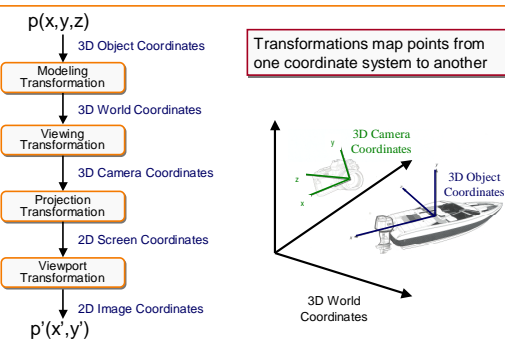 p(x,y,z)
3D Object Coordinates
Modeling
Transformation
3D World Coordinates
Viewing
Transformation
3D Camera Coordinates
Projection
Transformation
2D Screen Coordinates
Viewport
Transformation
2D Image Coordinates
p’(x’,y’)
Transformations map points from
one coordinate system to another
3D Camera
Coordinates
y
z
x
3D Object
Coordinates
3D World
Coordinates